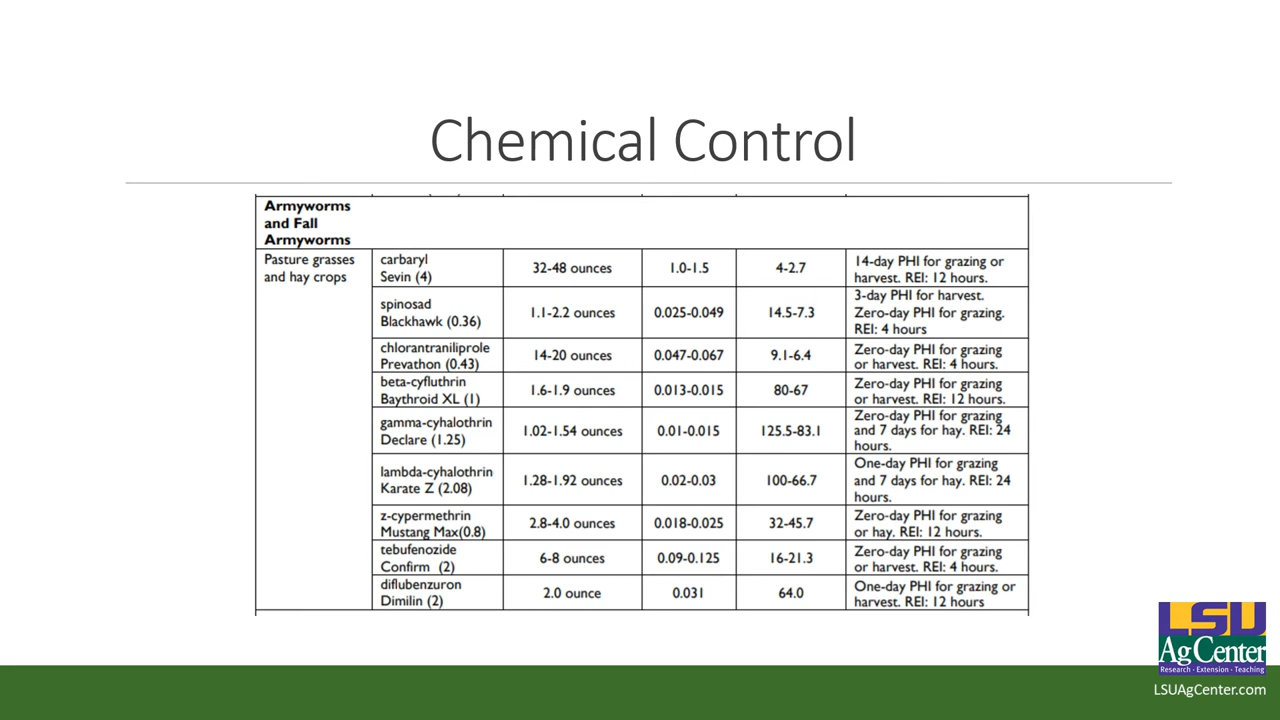 Chemical Control
Armyworms
and Fall
Armyworms
Pasture grasses
and hay crops
carbaryl
Sevin (4)
32-48 ounces
1.0-1.5
4-2.7
14-day PHI for grazing or
harvest. REI: 12 hours.
spinosad
Blackhawk (0.36)
1.1-2.2 ounces
0.025-0.049
14.5-7.3
3-day PHI for harvest.
Zero-day PHI for grazing.
REI: 4 hours
chlorantraniliprole
Prevathon (0.43)
14-20 ounces
0.047-0.067
9.1-6.4
Zero-day PHI for grazing
or harvest. REI: 4 hours.
beta-cyfluthrin
Baythroid XL (1)
1.6-1.9 ounces
0.013-0.015
80-67
Zero-day PHI for grazing
or harvest. REI: 12 hours.
gamma-cyhalothrin
Declare (1.25)
1.02-1.54 ounces
0.01-0.015
125.5-83.1
Zero-day PHI for grazing
and 7 days for hay. REI: 24
hours.
lambda-cyhalothrin
Karate Z (2.08)
1.28-1.92 ounces
0.02-0.03
100-66.7
One-day PHI for grazing
and 7 days for hay. REI: 24
hours.
z-cypermethrin
Mustang Max(0.8)
2.8-4.0 ounces
0.018-0.025
32-45.7
Zero-day PHI for grazing
or hay. REI: 12 hours.
tebufenozide
Confirm (2)
6-8 ounces
0.09-0.125
16-21.3
Zero-day PHI for grazing
or harvest. REI: 4 hours.
diflubenzuron
Dimilin (2)
2.0 ounce
0.031
64.0
One-day PHI for grazing or
harvest. REI: 12 hours
LSU
AgCenter
Research · Extension · Teaching
LSUAgCenter.com